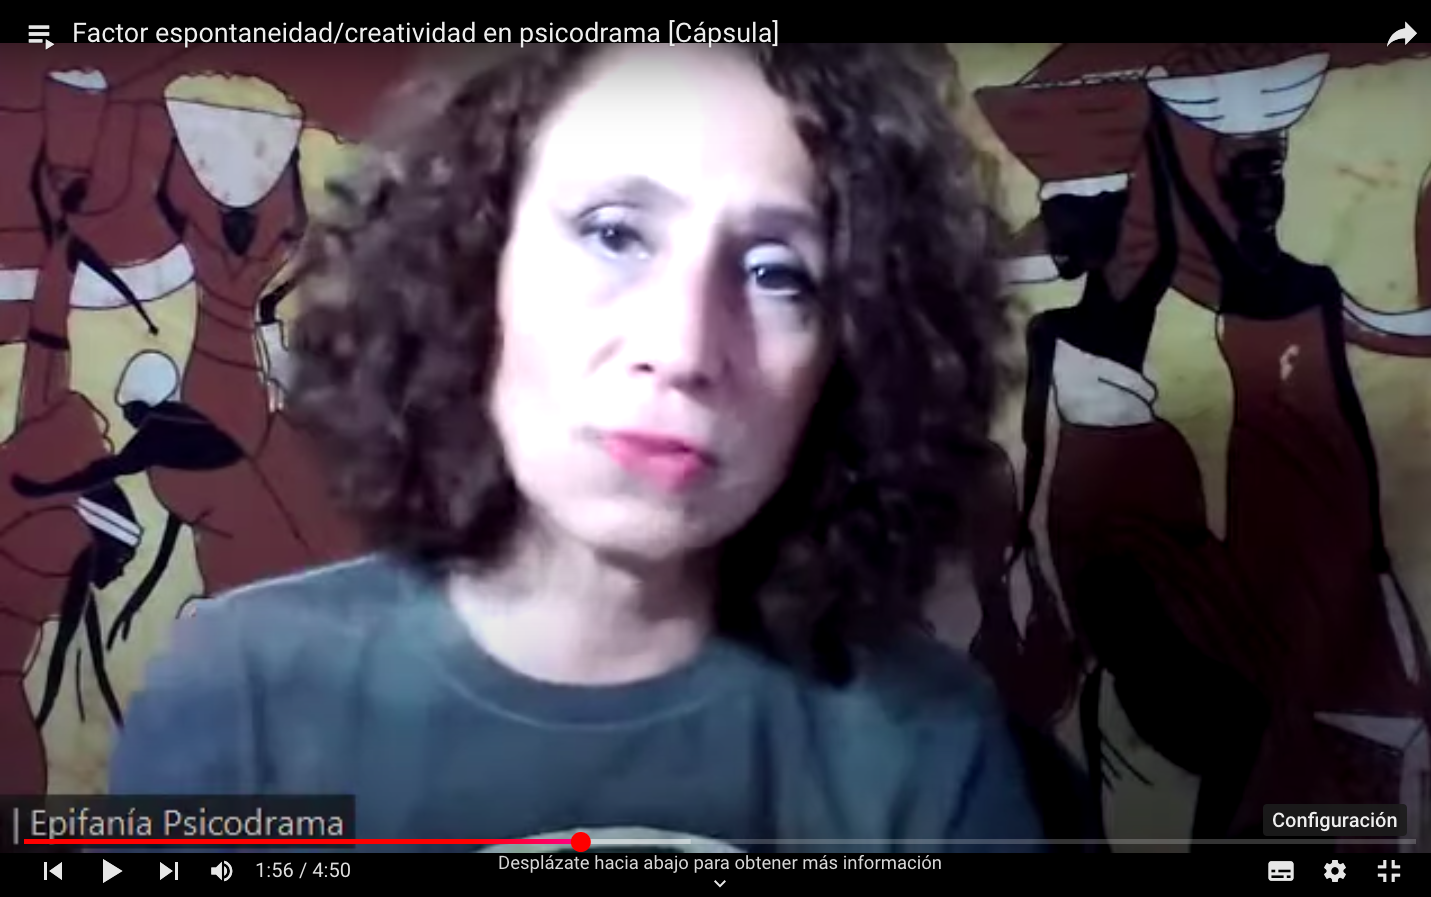 Factor espontaneidad/creatividad en psicodrama [Cápsula]
| Epifanía Psicodrama
Configuración
1:56 / 4:50
Desplázate hacia abajo para obtener más información